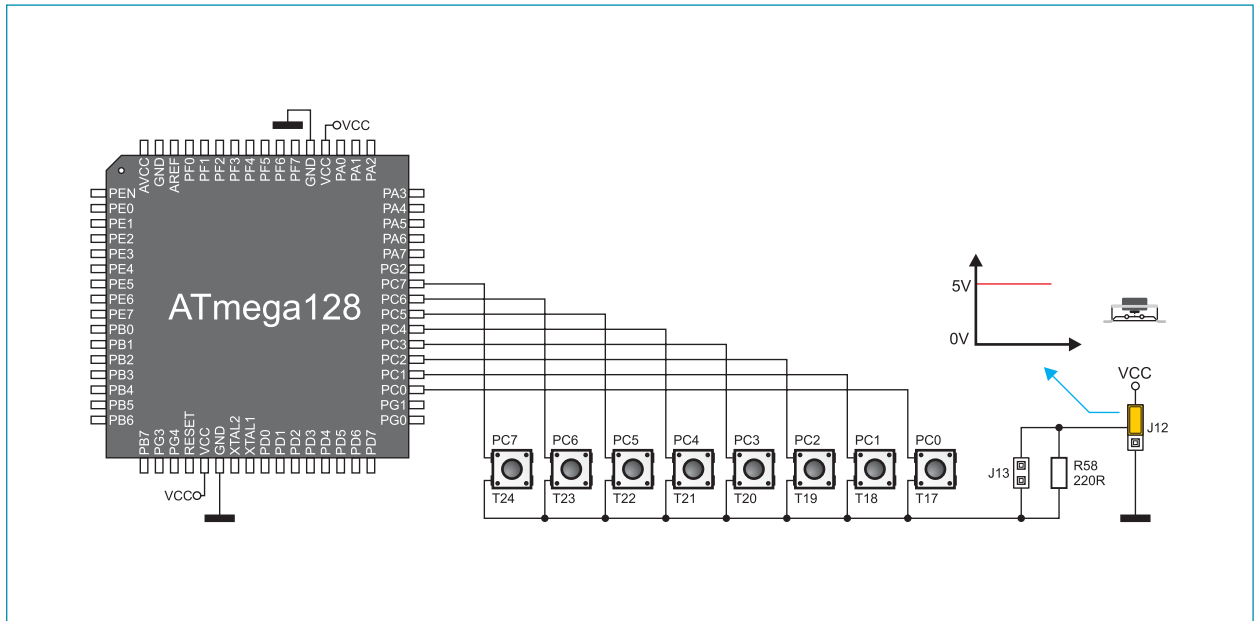 VCC
AVCC
GND
AREF
PF0
PF1
PF2
PF3
PF4
PF5
PF6
PF7
GND
VCC
PA0
PA1
PA2
PEN
PE0
PE1
PE2
PE3
PE4
PE5
PE6
PE7
PB0
PB1
PB2
PB3
PB4
PB5
PB6
ATmega128
PA3
PA4
PA5
PA6
PA7
PG2
PC7
PC6
PC5
PC4
PC3
PC2
PC1
PC0
PG1
PG0
PB7
PG3
PG4
RESET
VCC
GND
XTAL2
XTAL1
PD0
PD1
PD2
PD3
PD4
PD5
PD6
PD7
VCC
5V
0V
VCC
J12
PC7
PC6
PC5
PC4
PC3
PC2
PC1
PC0
T24
T23
T22
T21
T20
T19
T18
T17
J13
R58
220R